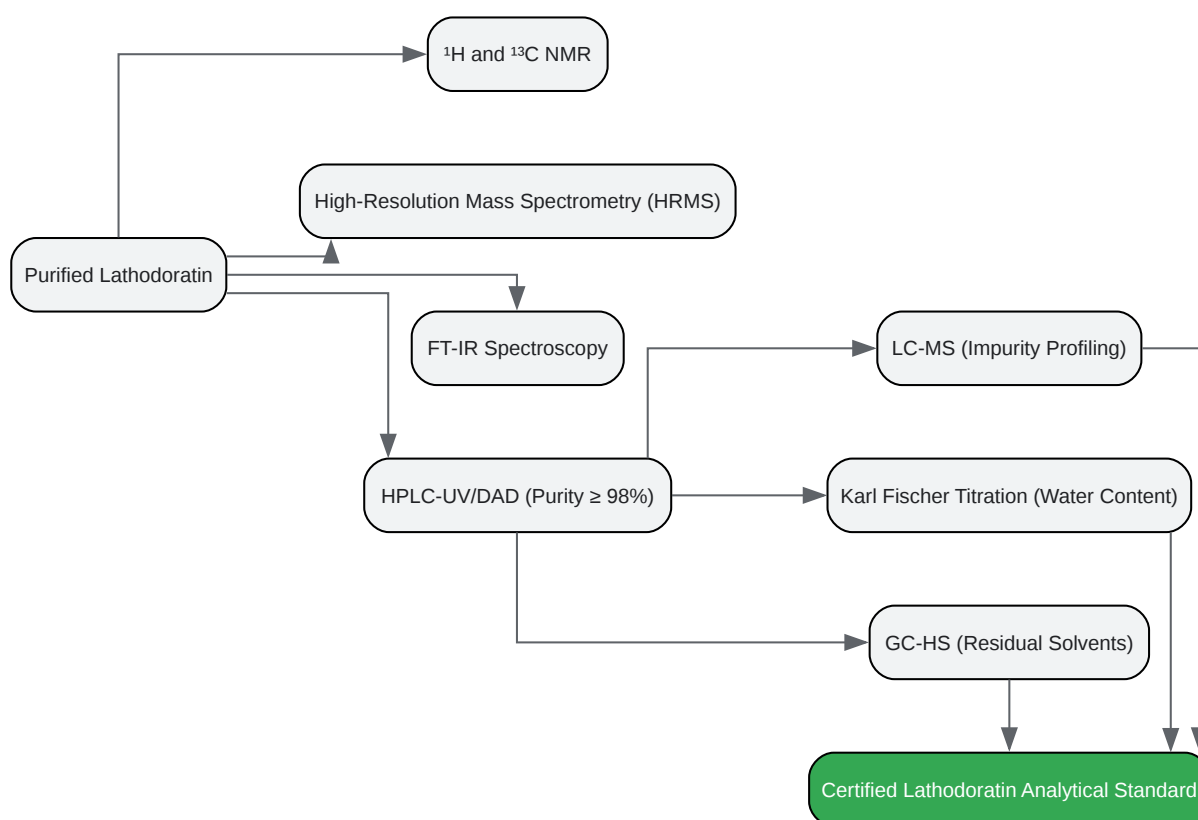 ¹H and ¹³C NMR
High-Resolution Mass Spectrometry (HRMS)
Purified Lathodoratin
FT-IR Spectroscopy
LC-MS (Impurity Profiling)
HPLC-UV/DAD (Purity ≥ 98%)
Karl Fischer Titration (Water Content)
GC-HS (Residual Solvents)
Certified Lathodoratin Analytical Standard